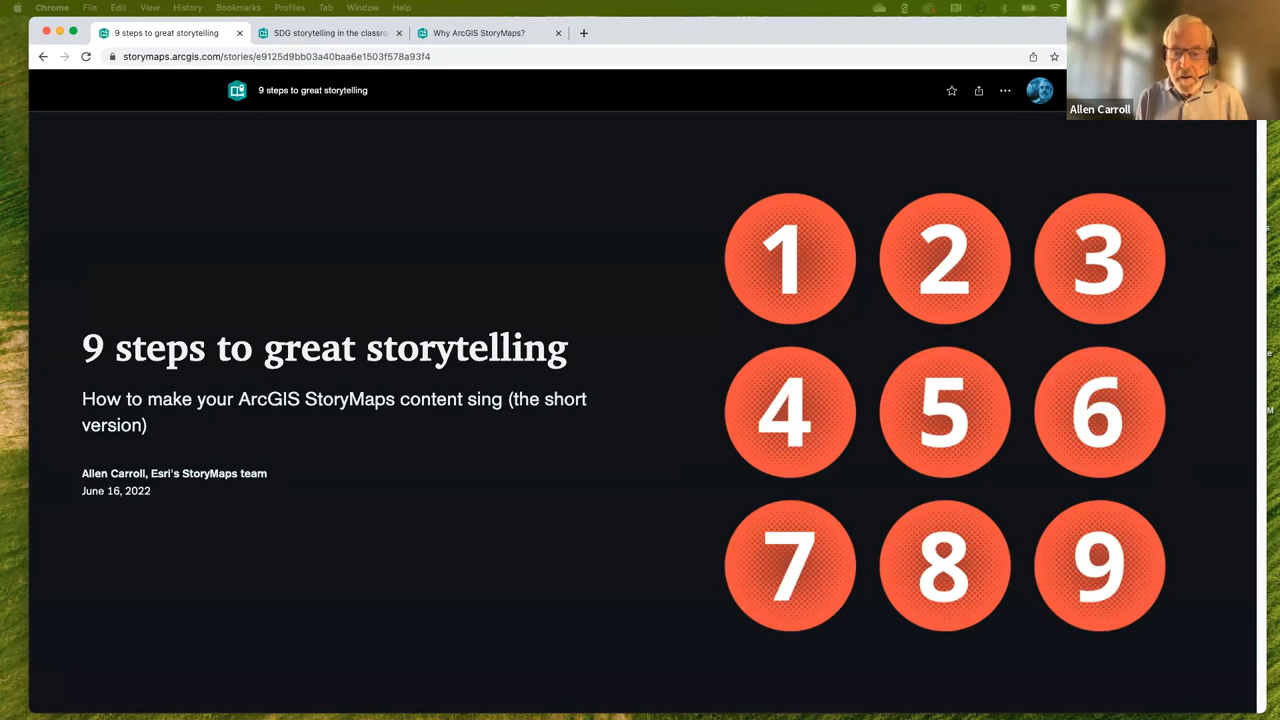 Chrome File Edit View History Bookmarks Profiles Tab Window Help
9 steps to great storytelling
SDG storytelling in the classro
Why ArcGIS StoryMaps?
storymaps.arcgis.com/stories/e9125d9bb03a40baa6e1503f578a93f4
9 steps to great storytelling
Allen Carroll
1 2 3
4 5 6
7 8 9
9 steps to great storytelling
How to make your ArcGIS StoryMaps content sing (the short
version)
Allen Carroll, Esri's StoryMaps team
June 16, 2022